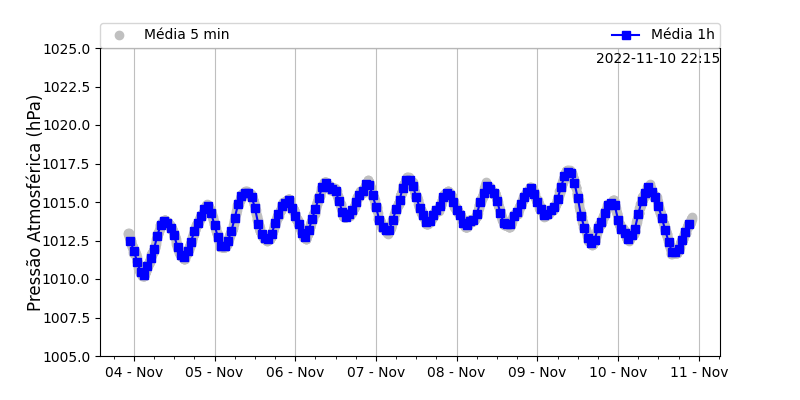 Média 5 min
Média 1h
2022-11-10 22:15
Pressão Atmosférica (hPa)
1025.0
1022.5
1020.0
1017.5
1015.0
1012.5
1010.0
1007.5
1005.0
04 - Nov
05 - Nov
06 - Nov
07 - Nov
08 - Nov
09 - Nov
10 - Nov
11 - Nov